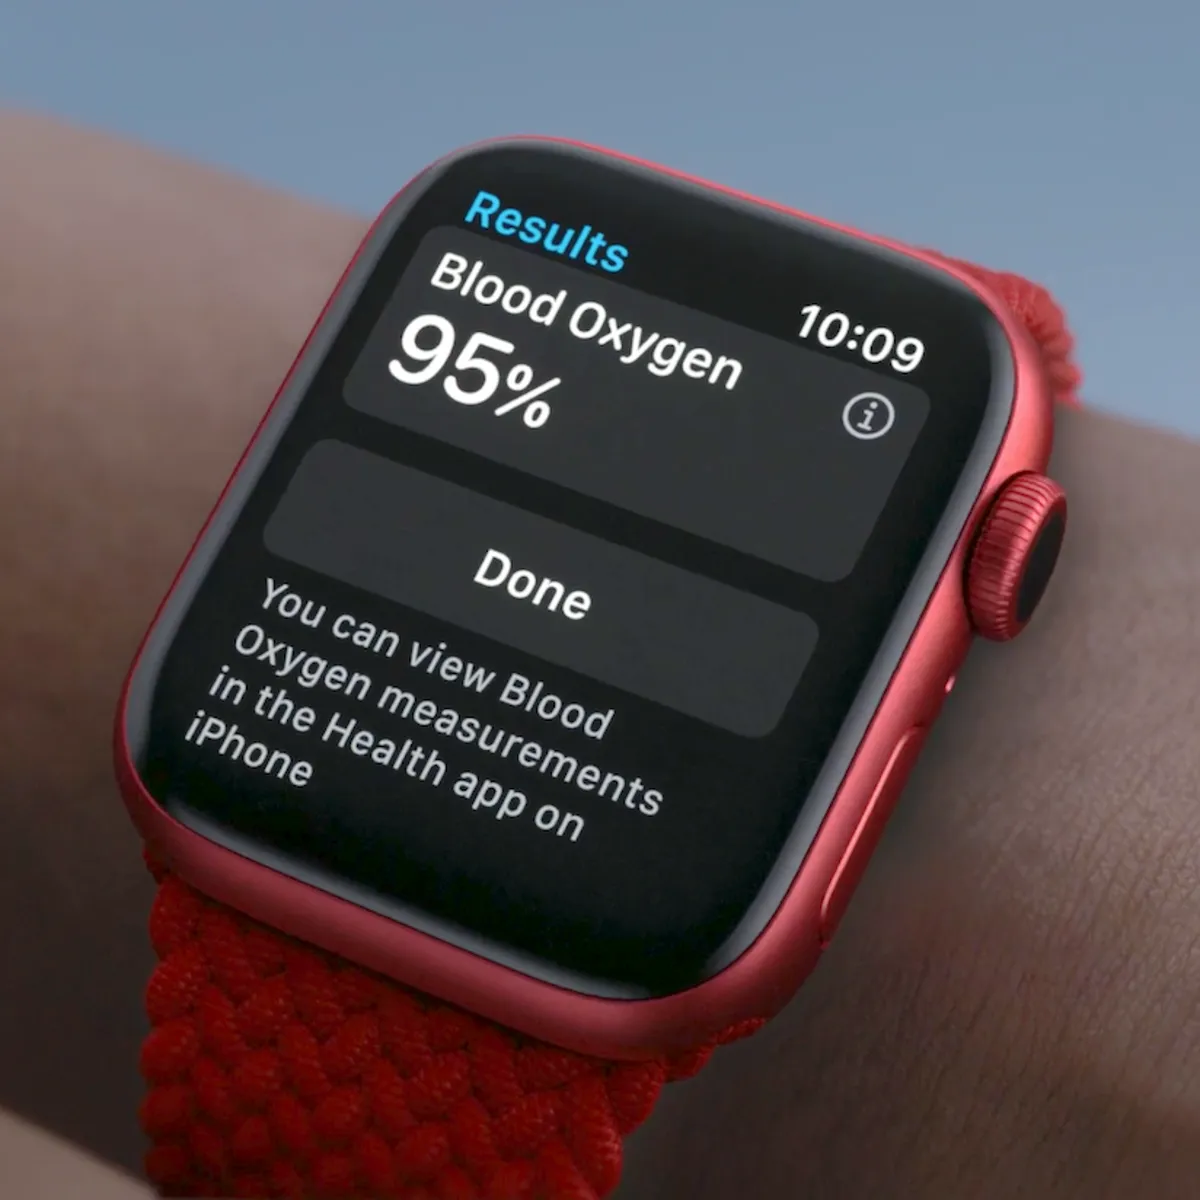 Results
10:09
Blood Oxygen
95%
i
Done
You can view Blood
Oxygen measurements
in the Health app on
iPhone